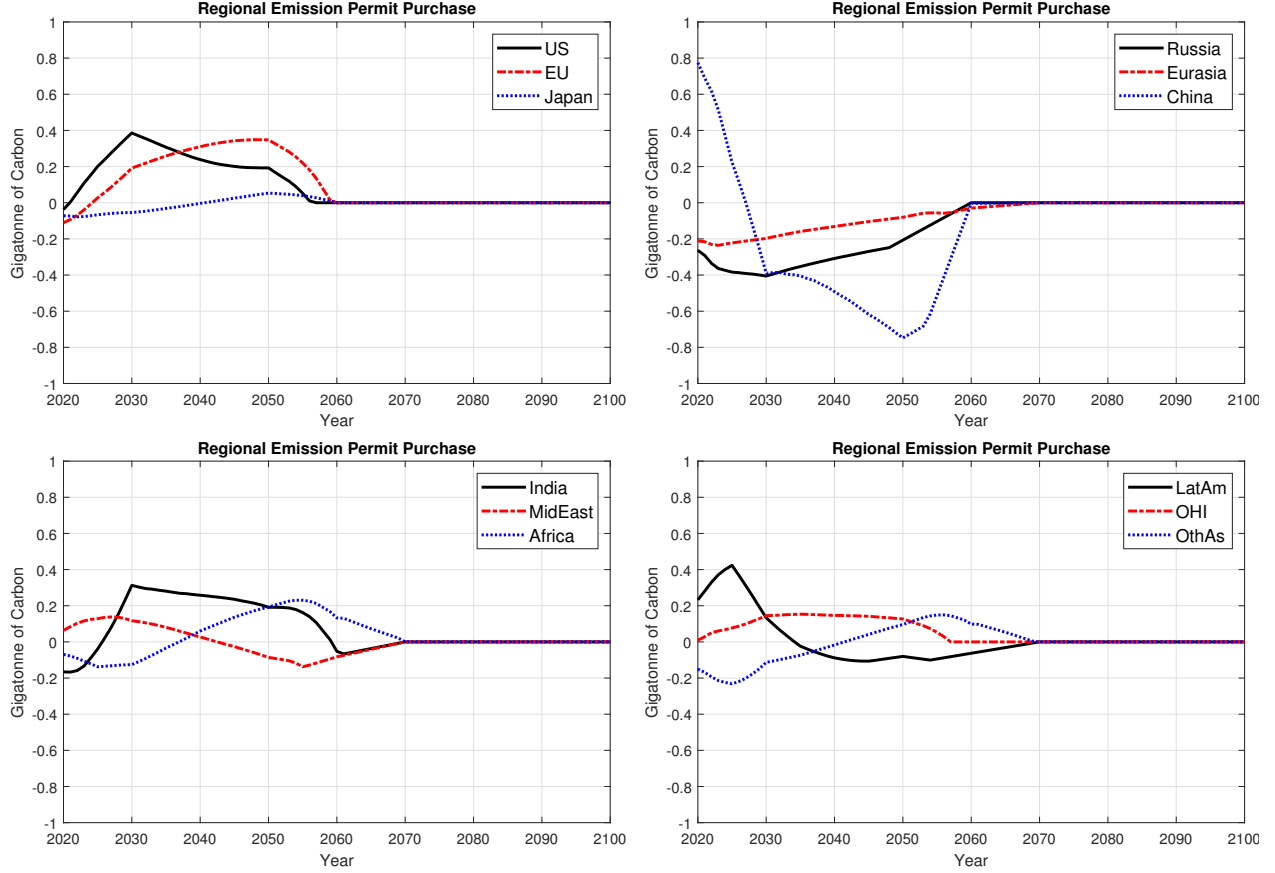 Regional Emission Permit Purchase
1
0.8
0.6
0.4
0.2
0
-0.2
-0.4
-0.6
-0.8
-1
Gigatonne of Carbon
US
EU
Japan
2020 2030 2040 2050 2060 2070 2080 2090 2100
Year
Regional Emission Permit Purchase
1
0.8
0.6
0.4
0.2
0
-0.2
-0.4
-0.6
-0.8
-1
Gigatonne of Carbon
Russia
Eurasia
China
2020 2030 2040 2050 2060 2070 2080 2090 2100
Year
Regional Emission Permit Purchase
1
0.8
0.6
0.4
0.2
0
-0.2
-0.4
-0.6
-0.8
-1
Gigatonne of Carbon
India
MidEast
Africa
2020 2030 2040 2050 2060 2070 2080 2090 2100
Year
Regional Emission Permit Purchase
1
0.8
0.6
0.4
0.2
0
-0.2
-0.4
-0.6
-0.8
-1
Gigatonne of Carbon
LatAm
OHI
OthAs
2020 2030 2040 2050 2060 2070 2080 2090 2100
Year